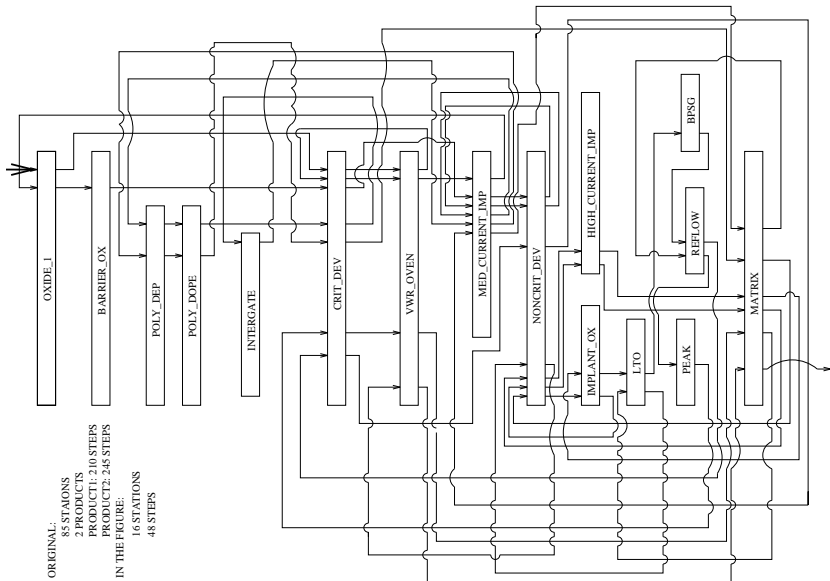 OXIDE_1
BARRIER_OX
POLY_DEP
POLY_DOPE
INTERGATE
CRIT_DEV
VWR_OVEN
MED_CURRENT_IMP
NONCRIT_DEV
HIGH_CURRENT_IMP
IMPLANT_OX
LTO
BPSG
REFLOW
PEAK
MATRIX
ORIGINAL:
85 STAIONS
2 PRODUCTS
PRODUCT1: 210 STEPS
PRODUCT2: 245 STEPS
IN THE FIGURE:
16 STATIONS
48 STEPS